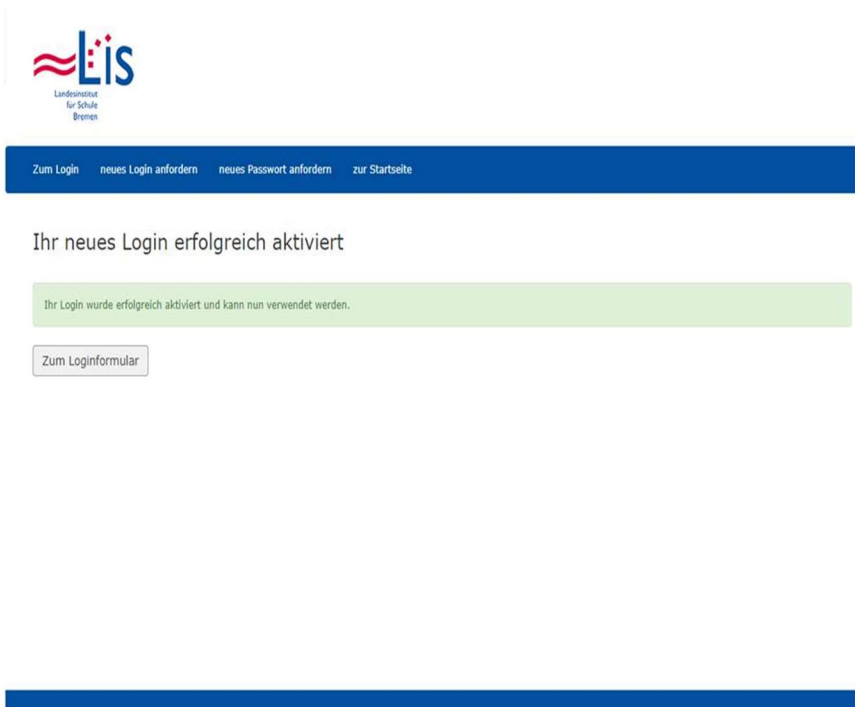 Lis
Landesinstitut
für Schule
Bremen
Zum Login neues Login anfordern neues Passwort anfordern zur Startseite
Ihr neues Login erfolgreich aktiviert
Ihr Login wurde erfolgreich aktiviert und kann nun verwendet werden.
Zum Loginformular